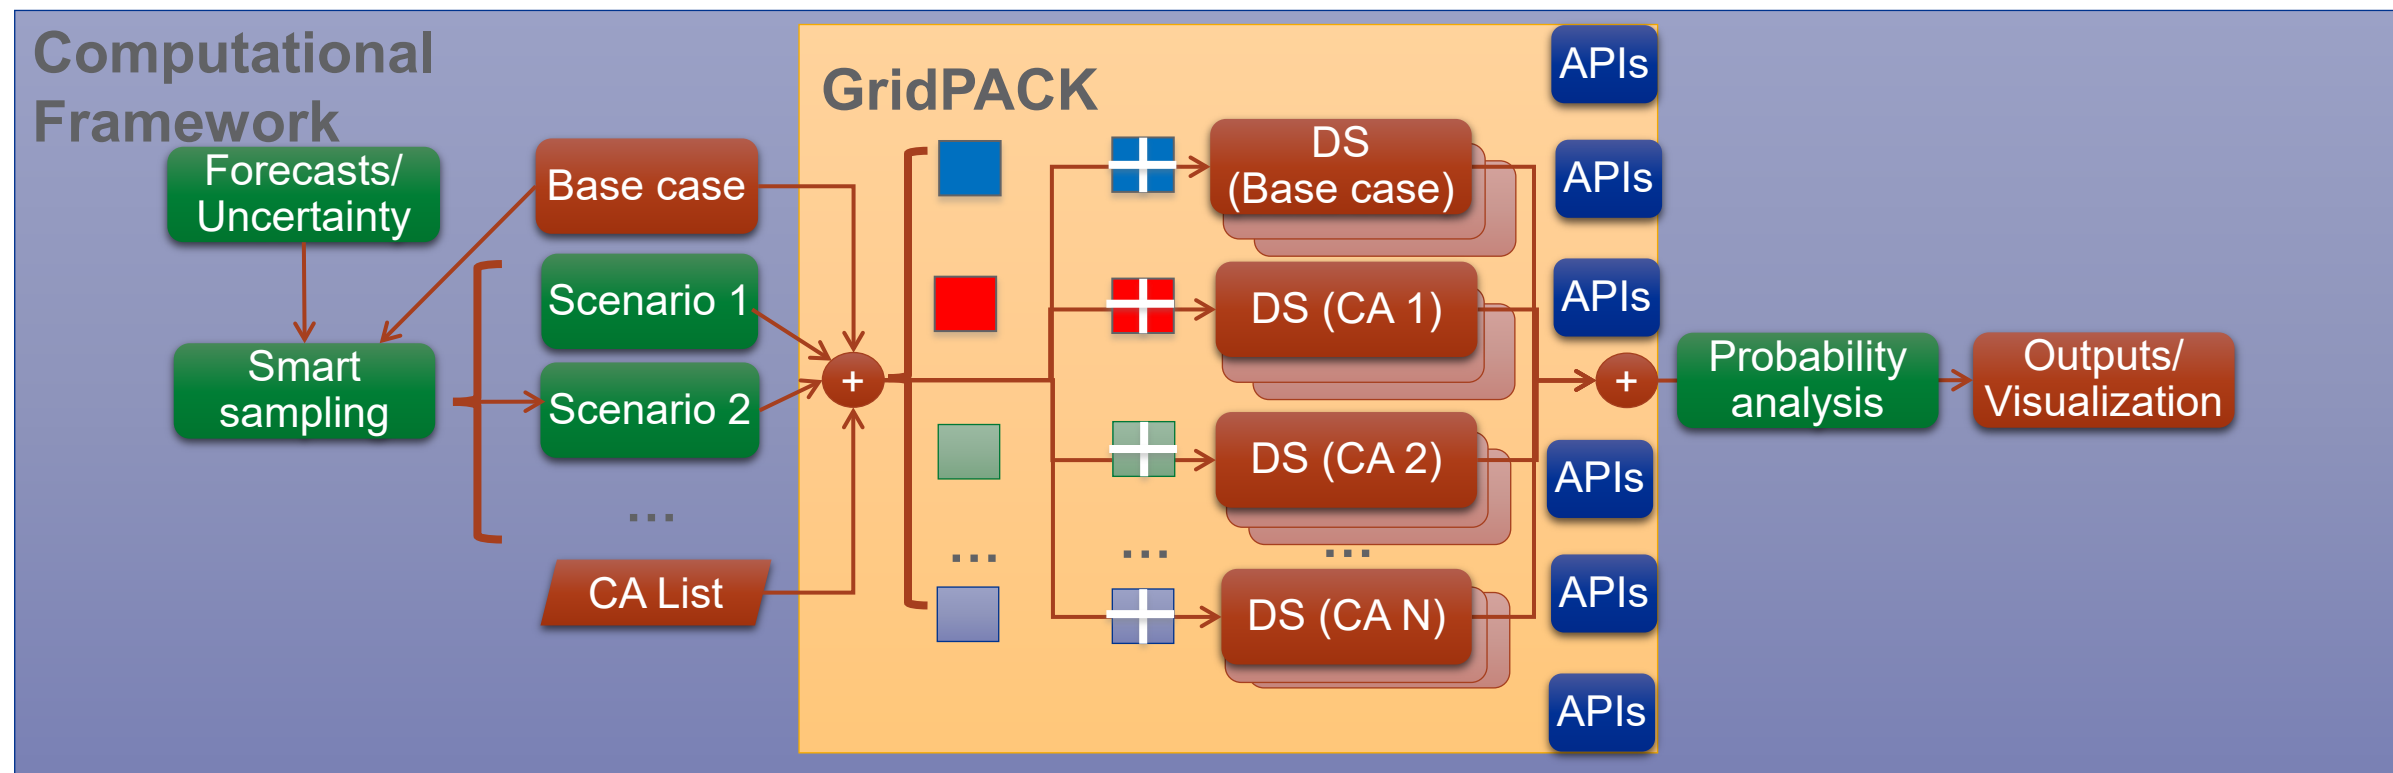 Computational
Framework
GridPACK
Forecasts/
Uncertainty
Smart
sampling
Base case
Scenario 1
Scenario 2
...
CA List
+
...
...
DS
(Base case)
DS (CA 1)
DS (CA 2)
...
DS (CA N)
APIs
APIs
APIs
+
APIs
APIs
APIs
Probability
analysis
Outputs/
Visualization